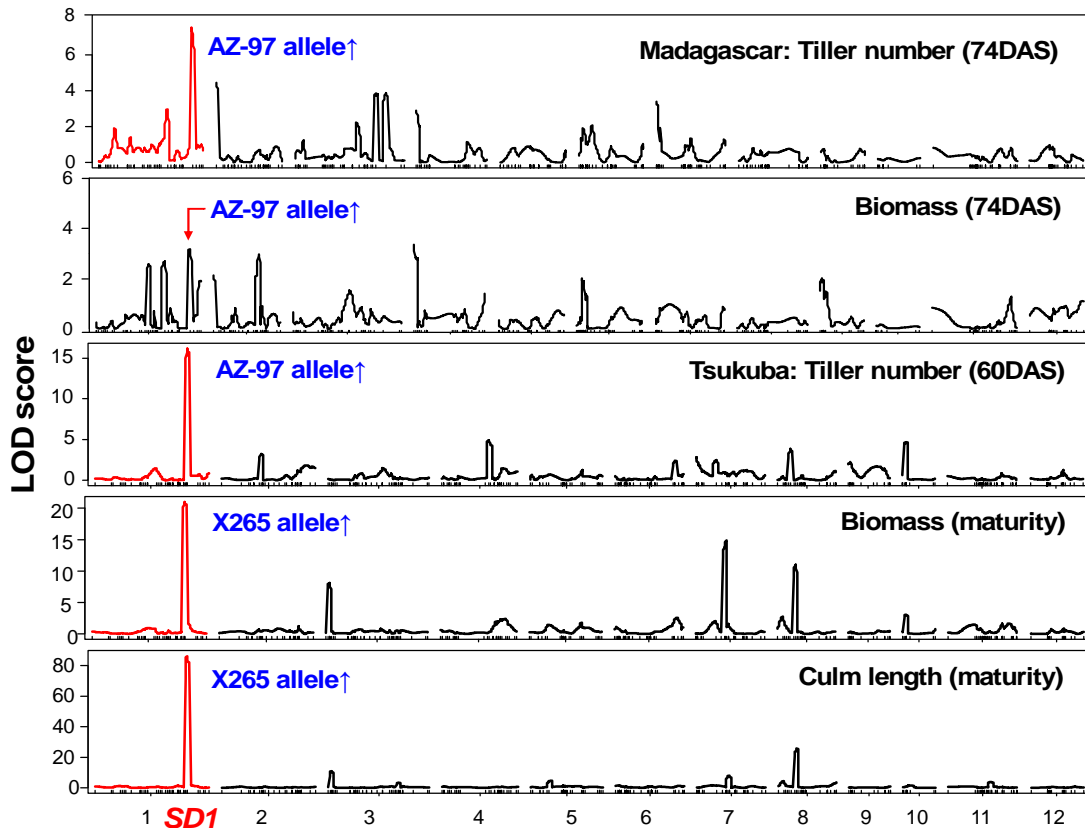 LOD score
8
6
4
2
0
AZ-97 allele↑
Madagascar: Tiller number (74DAS)
6
4
2
0
AZ-97 allele↑
Biomass (74DAS)
15
10
5
0
AZ-97 allele↑
Tsukuba: Tiller number (60DAS)
20
15
10
5
0
X265 allele↑
Biomass (maturity)
80
60
40
20
0
X265 allele↑
Culm length (maturity)
1 2 3 4 5 6 7 8 9 10 11 12
SD1